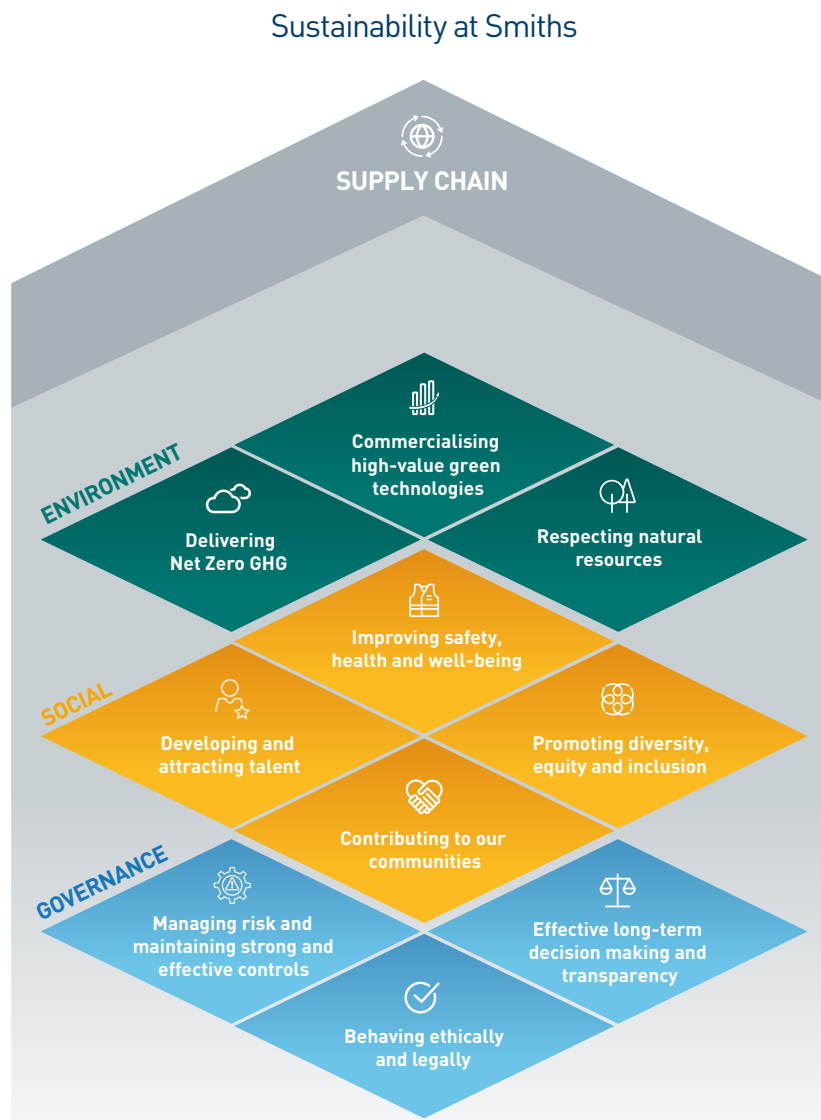 Sustainability at Smiths
SUPPLY CHAIN
ENVIRONMENT
Commercialising
high-value green
technologies
Delivering
Net Zero GHG
Respecting natural
resources
SOCIAL
Improving safety,
health and well-being
Developing and
attracting talent
Promoting diversity,
equity and inclusion
Contributing to our
communities
GOVERNANCE
Managing risk and
maintaining strong and
effective controls
Effective long-term
decision making and
transparency
Behaving ethically
and legally